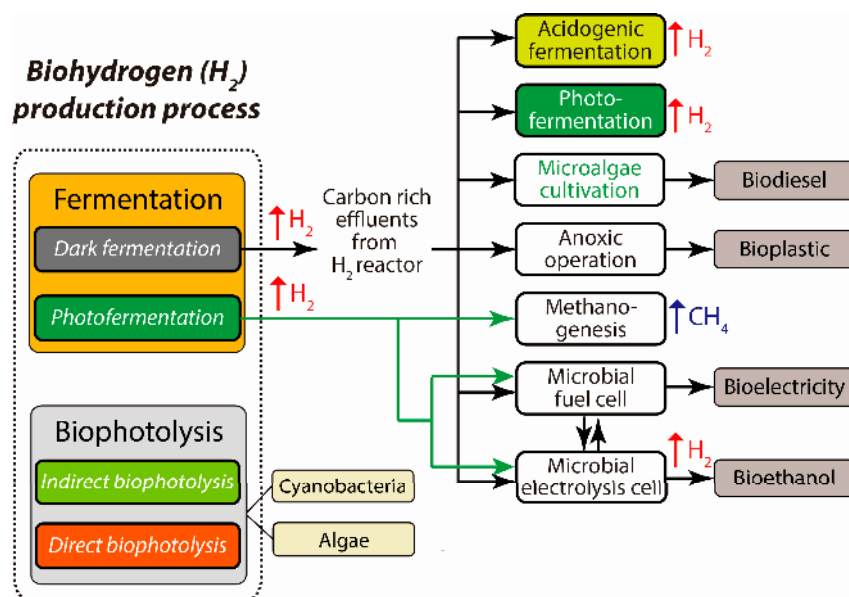 Biohydrogen (H2)
production process
Fermentation
Dark fermentation
Photofermentation
Biophotolysis
Indirect biophotolysis
Direct biophotolysis
Cyanobacteria
Algae
H2
H2
Carbon rich
effluents
from
H2 reactor
Acidogenic
fermentation
H2
Photo-
fermentation
H2
Microalgae
cultivation
Biodiesel
Anoxic
operation
Bioplastic
Methano-
genesis
CH4
Microbial
fuel cell
Bioelectricity
Microbial
electrolysis cell
H2
Bioethanol